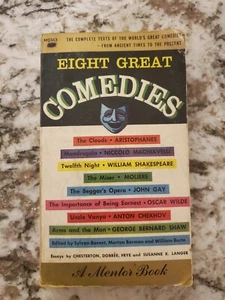 THE COMPLETE TEXTS OF THE WORLD'S GREAT COMEDIES
- FROM ANCIENT TIMES TO THE PRESENT
EIGHT GREAT
COMEDIES
The Clouds • ARISTOPHANES
Mandragola • NICCOLO MACHIAVELLI
Twelfth Night • WILLIAM SHAKESPEARE
The Miser • MOLIERE
The Beggar's Opera • JOHN GAY
The Importance of Being Earnest • OSCAR WILDE
Uncle Vanya • ANTON CHEKHOV
Arms and the Man • GEORGE BERNARD SHAW
Edited by Sylvan Barnet, Morton Berman and William Burto
Essays by CHESTERTON, DOBRÉE, FRYE and SUSANNE K. LANGER
A Mentor Book